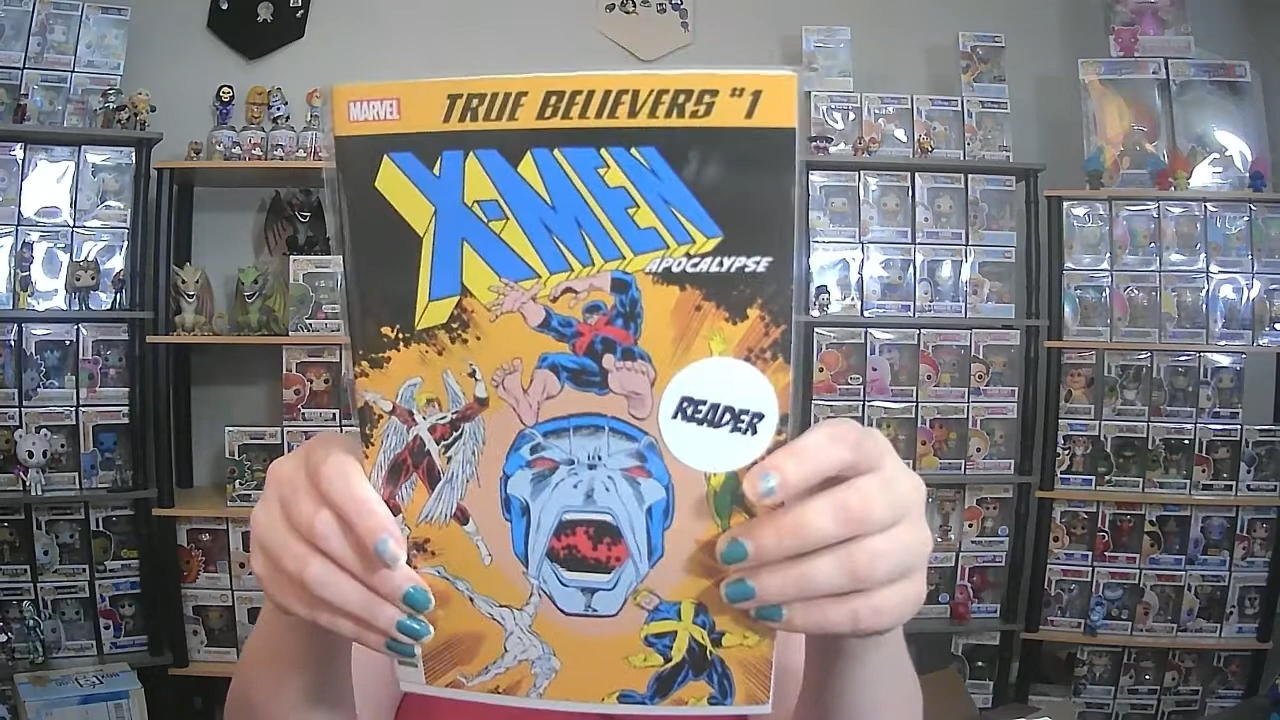 MARVEL
TRUE BELIEVERS #1
X-MEN
APOCALYPSE
READER